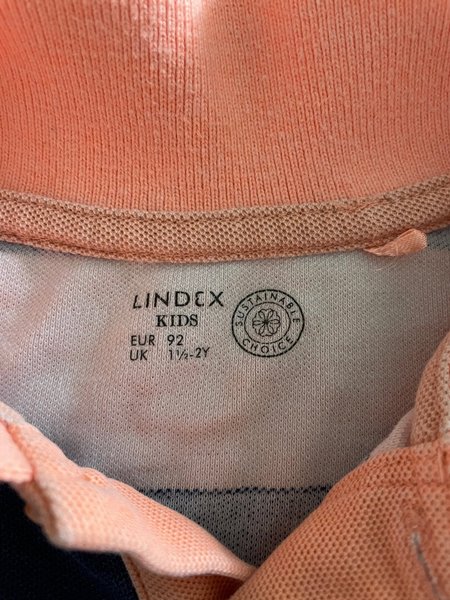 LINDEX
KIDS
EUR 92
UK 1½-2Y
SUSTAINABLE
CHOICE